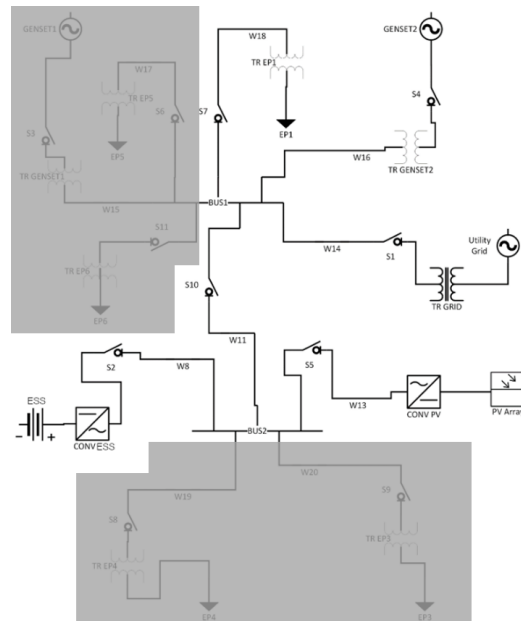 GENSET1
W18
GENSET2
W17
TR EP1
TR EP5
S7
S6
S4
S3
EP1
EP5
W16
TR GENSET1
TR GENSET2
BUS1
W15
S11
Utility
Grid
W14
S1
TR EP6
S10
TR GRID
EP6
W11
S2
W8
S5
ESS
W13
- +
CONV ESS
CONV PV
PV Array
BUS2
W20
W19
S9
S8
TR EP3
TR EP4
EP4
EP3